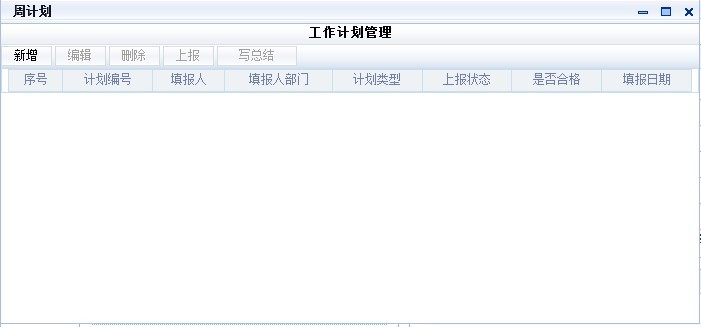 周计划
工作计划管理
新增 编辑 删除 上报 写总结
序号 计划编号 填报人 填报人部门 计划类型 上报状态 是否合格 填报日期